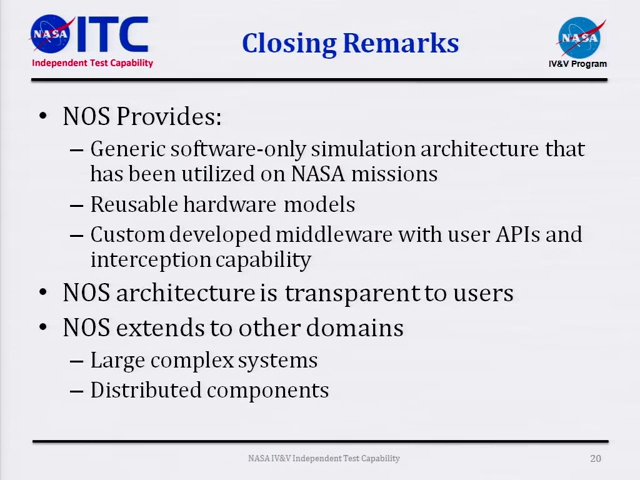 NASA ITC
Independent Test Capability
Closing Remarks
NASA
IV&V Program
• NOS Provides:
– Generic software-only simulation architecture that
has been utilized on NASA missions
– Reusable hardware models
– Custom developed middleware with user APIs and
interception capability
• NOS architecture is transparent to users
• NOS extends to other domains
– Large complex systems
– Distributed components
NASA IV&V Independent Test Capability
20